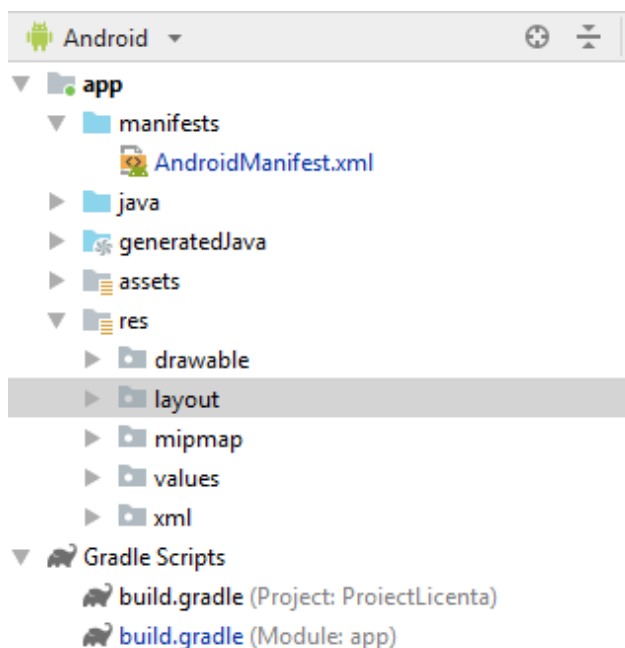 Android
app
manifests
AndroidManifest.xml
java
generatedJava
assets
res
drawable
layout
mipmap
values
xml
Gradle Scripts
build.gradle (Project: ProiectLicenta)
build.gradle (Module: app)